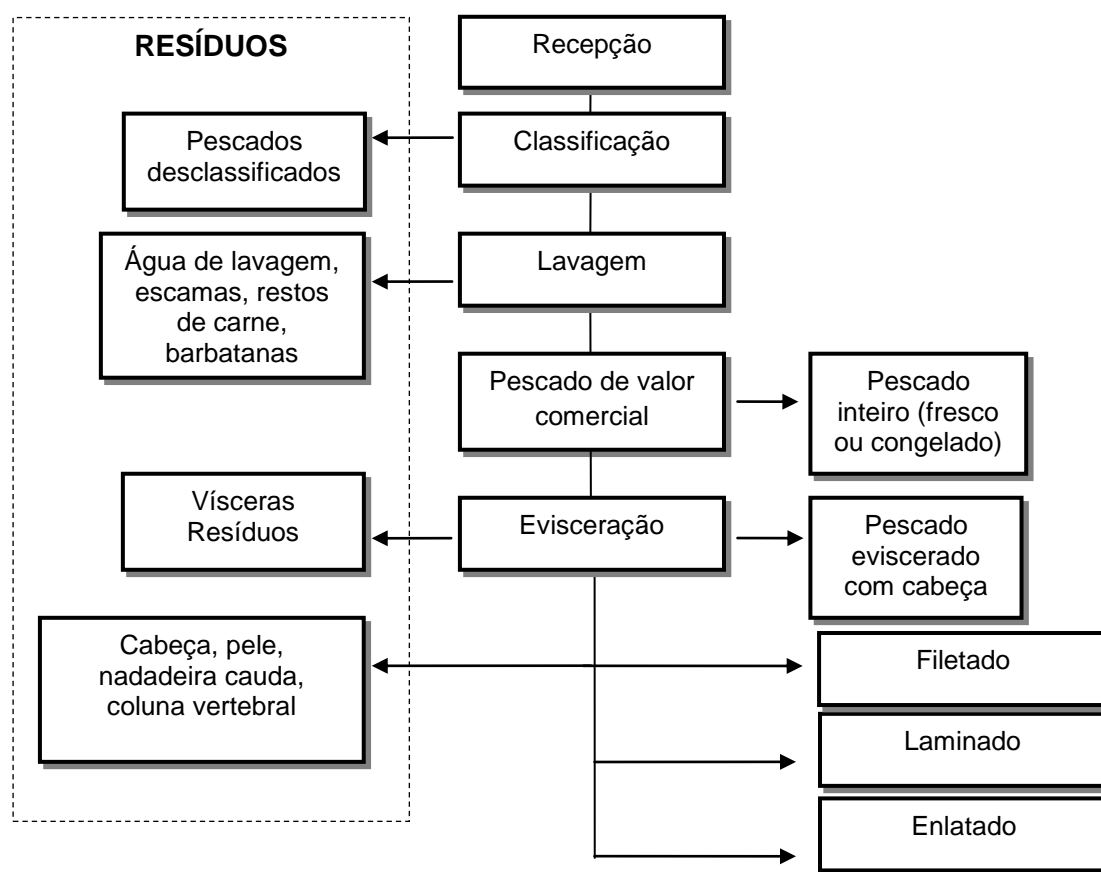 RESÍDUOS
Recepção
Pescados
desclassificados
Classificação
Água de lavagem,
escamas, restos
de carne,
barbatanas
Lavagem
Pescado de valor
comercial
Pescado
inteiro (fresco
ou congelado)
Vísceras
Resíduos
Evisceração
Pescado
eviscerado
com cabeça
Cabeça, pele,
nadadeira cauda,
coluna vertebral
Filetado
Laminado
Enlatado